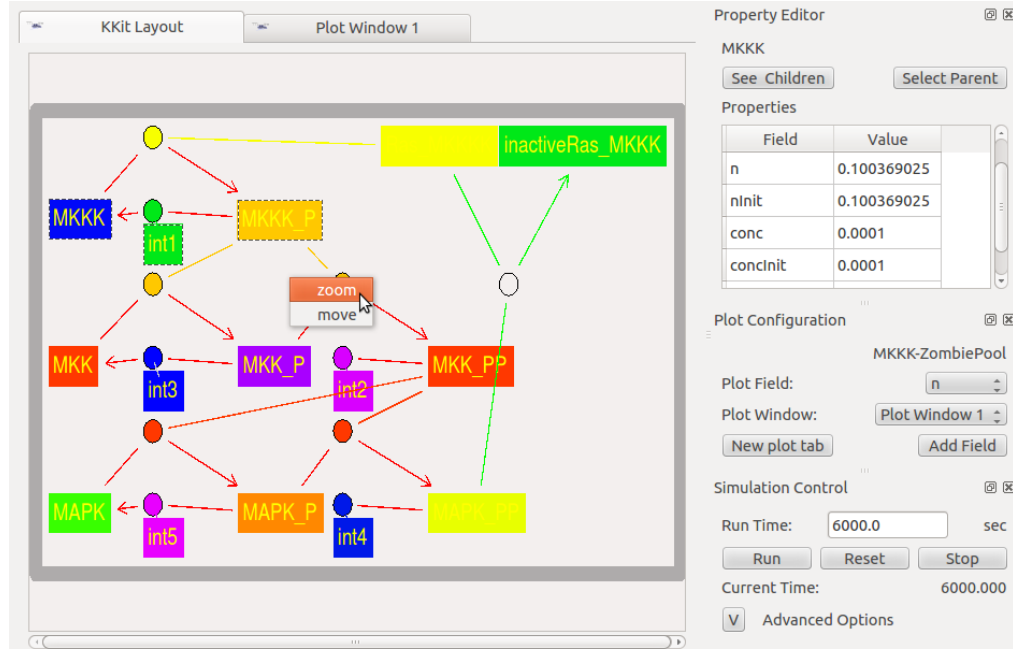 KKit Layout
Plot Window 1
inactiveRas_MKKK
MKKK
MKKK_P
int1
zoom
move
MKK
MKK_P
MKK_PP
int3
int2
MAPK
MAPK_P
MAPK_PP
int5
int4
Property Editor
MKKK
See Children
Select Parent
Properties
Field Value
n 0.100369025
nInit 0.100369025
conc 0.0001
concInit 0.0001
Plot Configuration
MKKK-ZombiePool
Plot Field: n
Plot Window: Plot Window 1
New plot tab
Add Field
Simulation Control
Run Time: 6000.0 sec
Run
Reset
Stop
Current Time: 6000.000
V Advanced Options